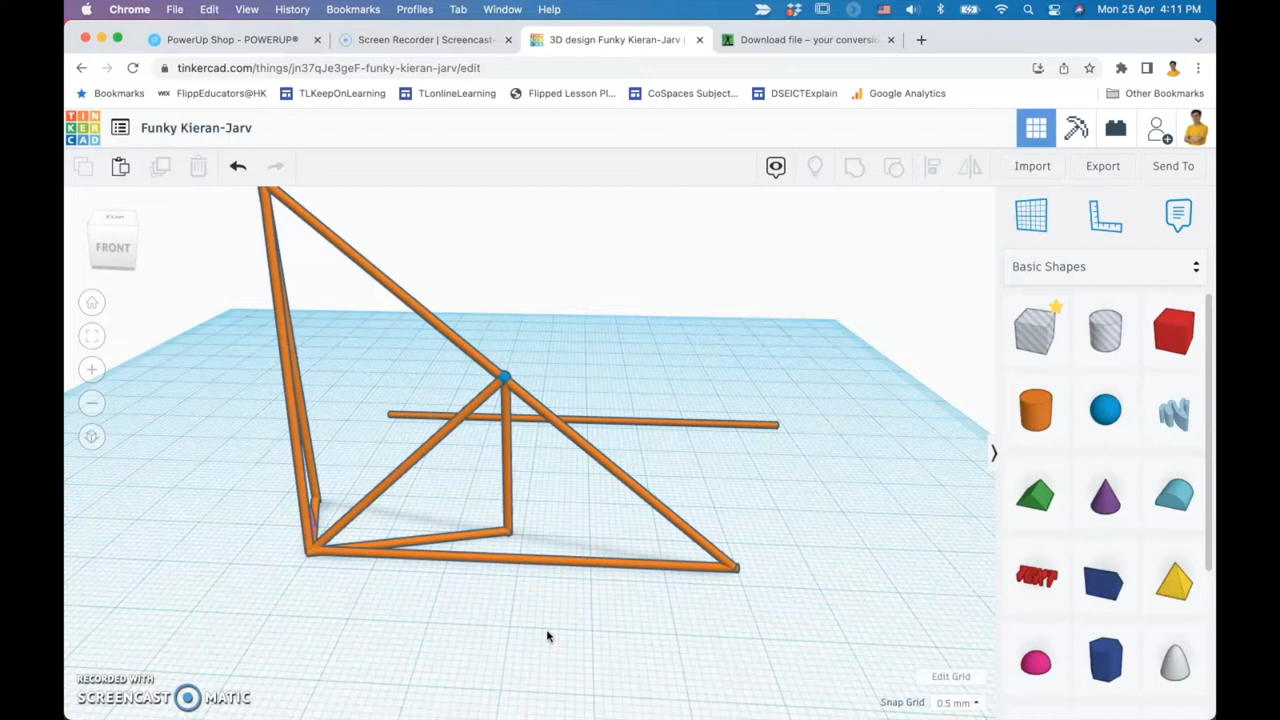 Chrome File Edit View History Bookmarks Profiles Tab Window Help Mon 25 Apr 4:11 PM
PowerUp Shop - POWERUP® Screen Recorder | Screencast- 3D design Funky Kieran-Jarv | Download file – your conversio
tinkercad.com/things/jn37qJe3geF-funky-kieran-jarv/edit
Bookmarks WIX FlippEducators@HK TLKeepOnLearning TLonlineLearning Flipped Lesson Pl... CoSpaces Subject... DSEICTExplain Google Analytics Other Bookmarks
TIN
KER
CAD
Funky Kieran-Jarv
Import Export Send To
FRONT
Basic Shapes
TEXT
Edit Grid
Snap Grid 0.5 mm
RECORDED WITH
SCREENCAST MATIC